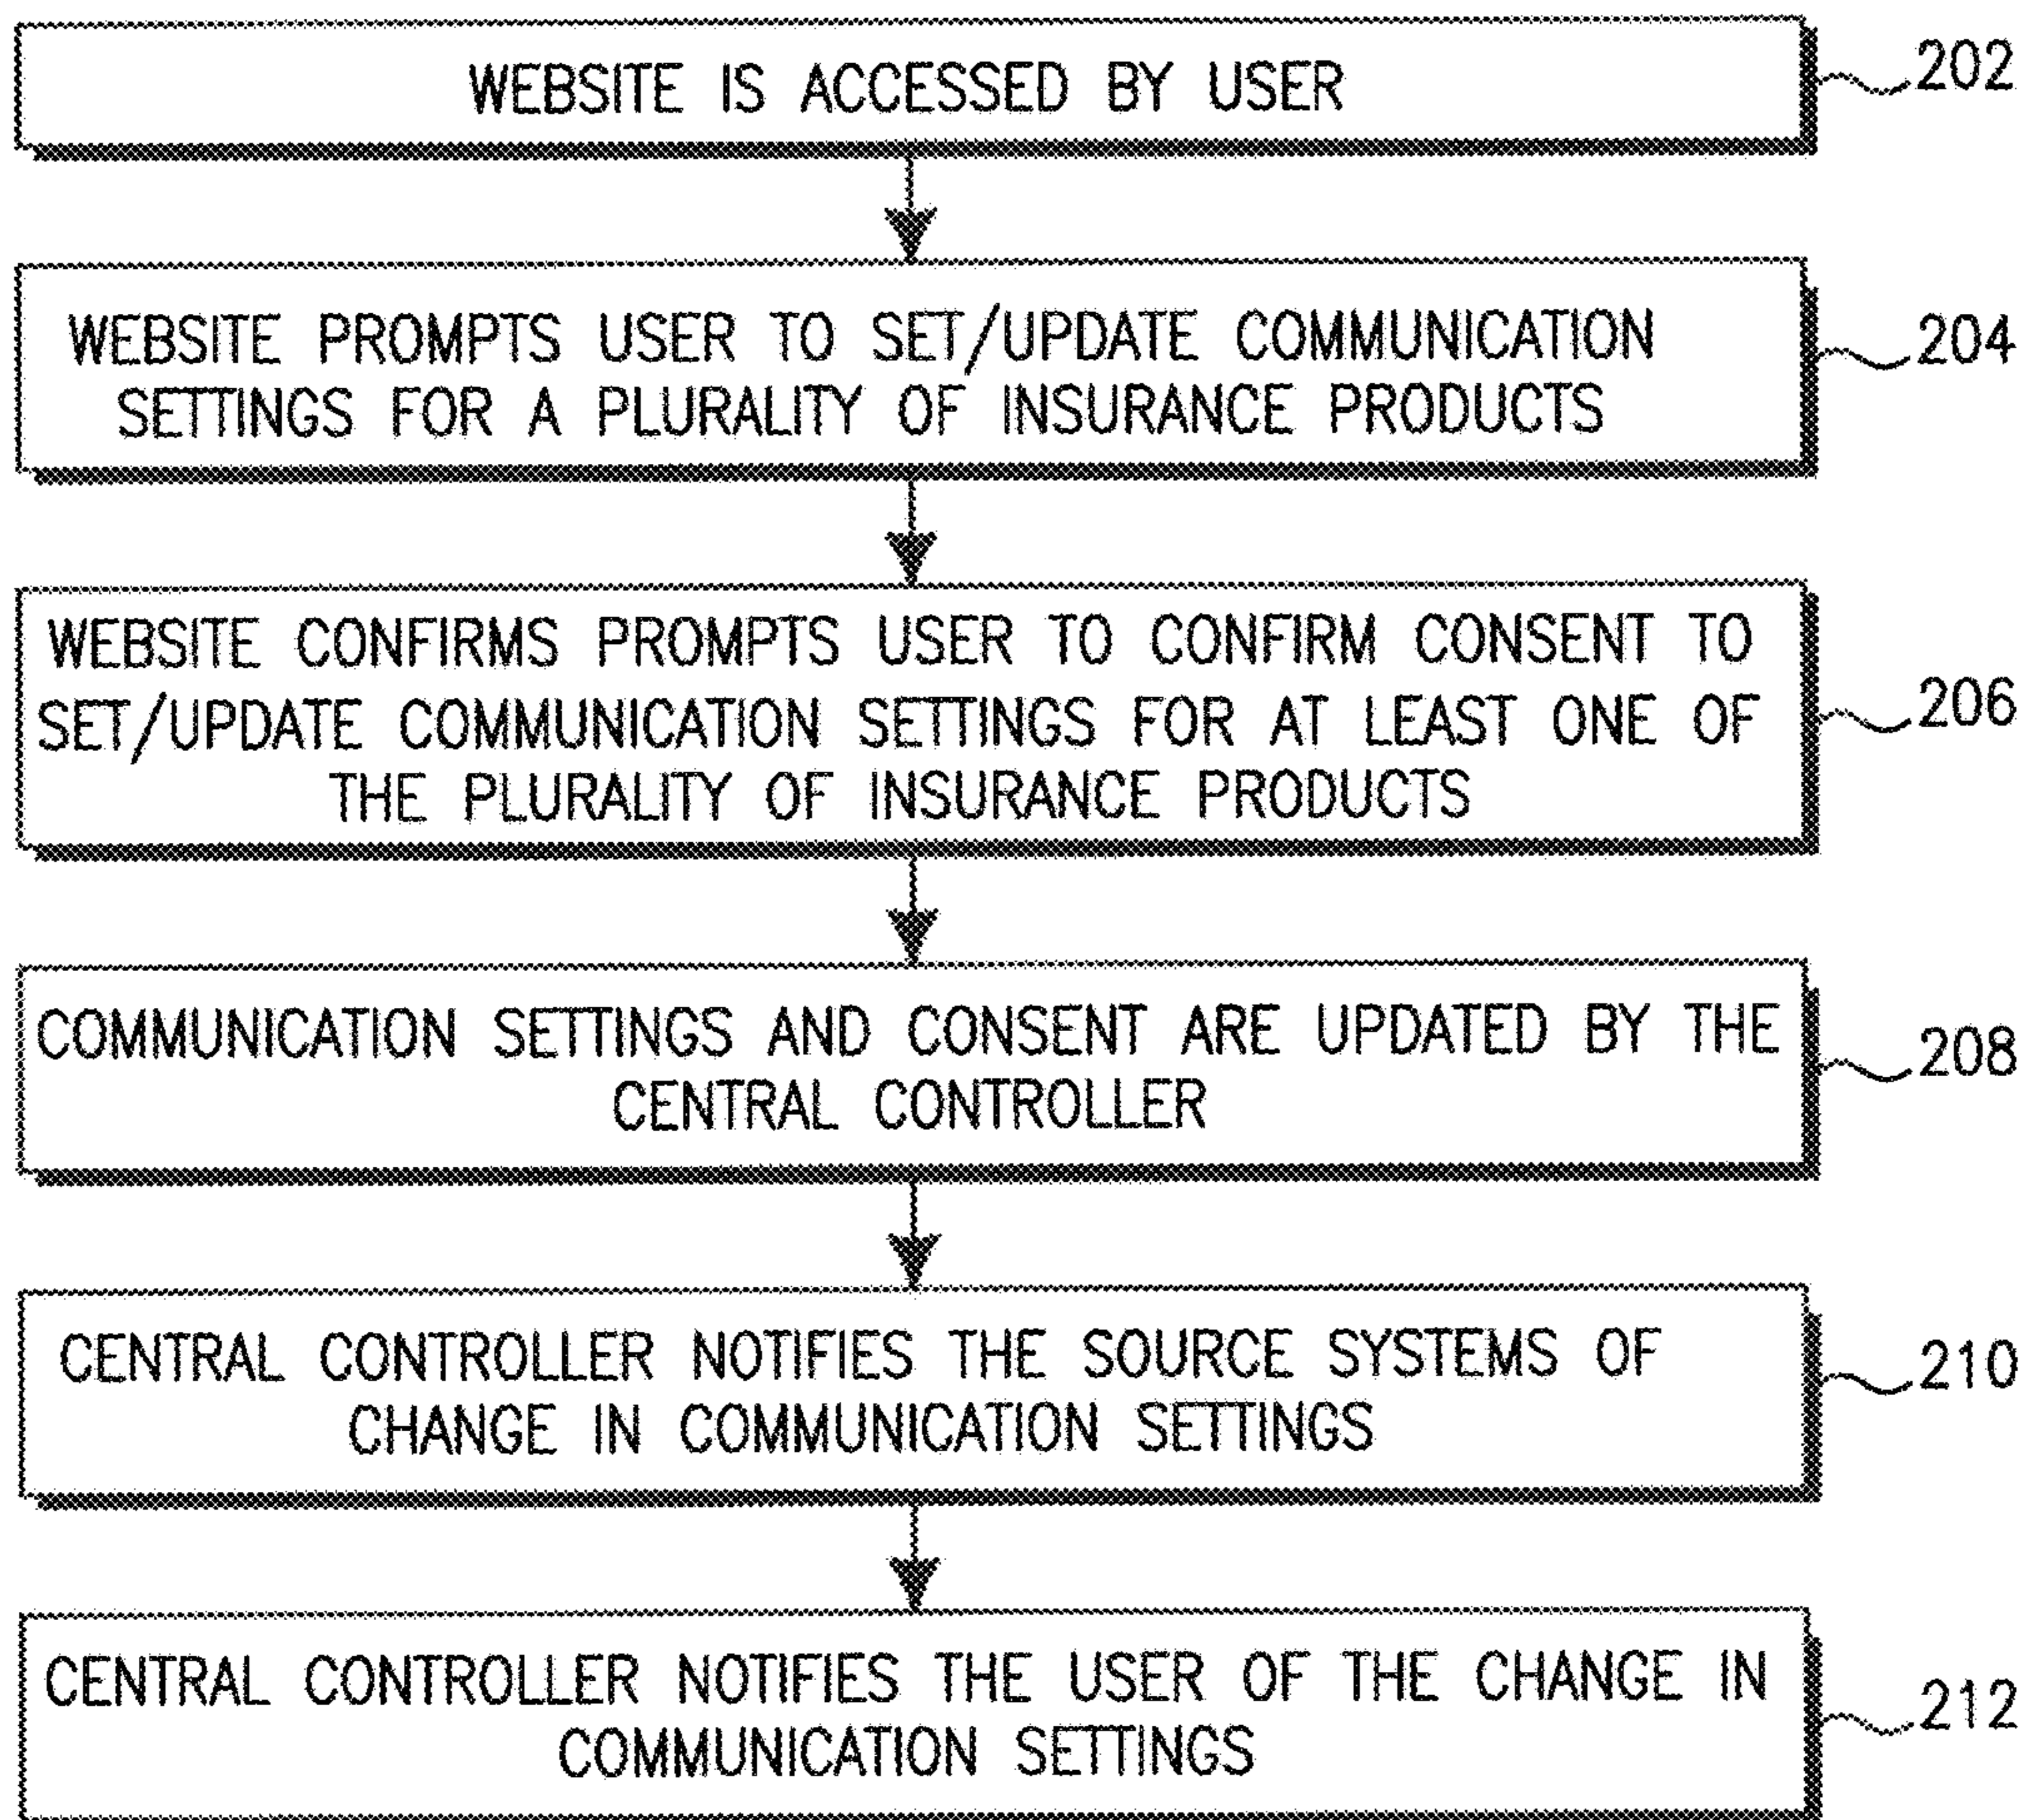 WEBSITE IS ACCESSED BY USER
202
WEBSITE PROMPTS USER TO SET/UPDATE COMMUNICATION
SETTINGS FOR A PLURALITY OF INSURANCE PRODUCTS
204
WEBSITE CONFIRMS PROMPTS USER TO CONFIRM CONSENT TO
SET/UPDATE COMMUNICATION SETTINGS FOR AT LEAST ONE OF
THE PLURALITY OF INSURANCE PRODUCTS
206
COMMUNICATION SETTINGS AND CONSENT ARE UPDATED BY THE
CENTRAL CONTROLLER
208
CENTRAL CONTROLLER NOTIFIES THE SOURCE SYSTEMS OF
CHANGE IN COMMUNICATION SETTINGS
210
CENTRAL CONTROLLER NOTIFIES THE USER OF THE CHANGE IN
COMMUNICATION SETTINGS
212